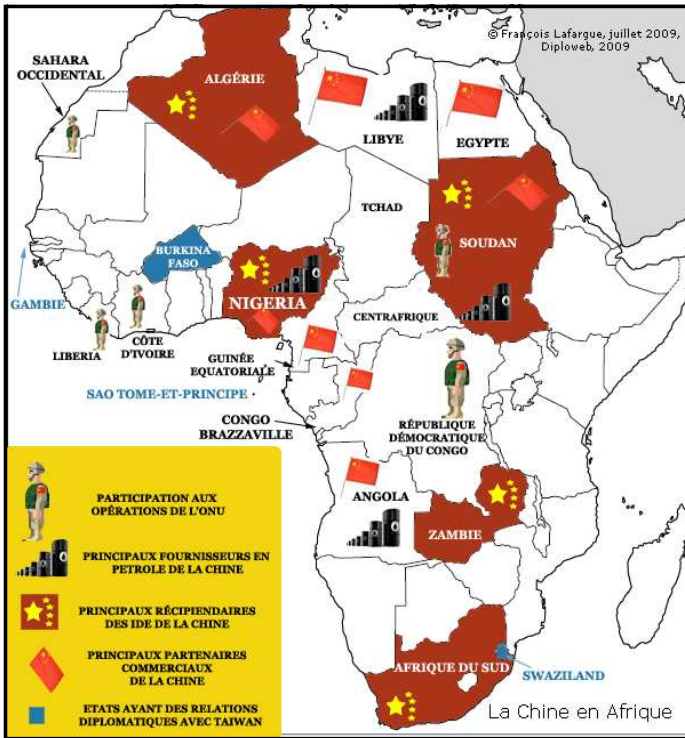 © François Lafargue, juillet 2009,
Diploweb, 2009
SAHARA
OCCIDENTAL
ALGÉRIE
LIBYE
EGYPTE
TCHAD
SOUDAN
BURKINA
FASO
GAMBIE
NIGERIA
CENTRAFRIQUE
LIBERIA
CÔTE
D'IVOIRE
GUINÉE
EQUATORIALE
SAO TOME-ET-PRINCIPE
CONGO
BRAZZAVILLE
RÉPUBLIQUE
DÉMOCRATIQUE
DU CONGO
ANGOLA
ZAMBIE
AFRIQUE DU SUD
SWAZILAND
PARTICIPATION AUX
OPÉRATIONS DE L'ONU
PRINCIPAUX FOURNISSEURS EN
PETROLE DE LA CHINE
PRINCIPAUX RÉCIPIENDAIRES
DES IDE DE LA CHINE
PRINCIPAUX PARTENAIRES
COMMERCIAUX
DE LA CHINE
ETATS AYANT DES RELATIONS
DIPLOMATIQUES AVEC TAIWAN
La Chine en Afrique